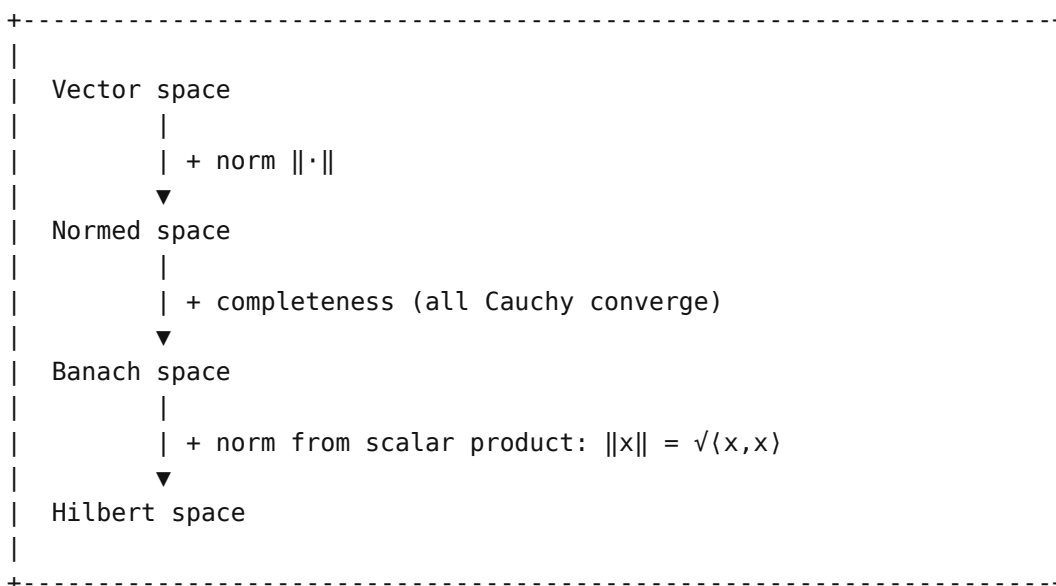 +---------------------------------------------------------------------
|
|  Vector space
|         |
|         | + norm ‖·‖
|         ▼
|  Normed space
|         |
|         | + completeness (all Cauchy converge)
|         ▼
|  Banach space
|         |
|         | + norm from scalar product: ‖x‖ = √⟨x,x⟩
|         ▼
|  Hilbert space
|
+---------------------------------------------------------------------